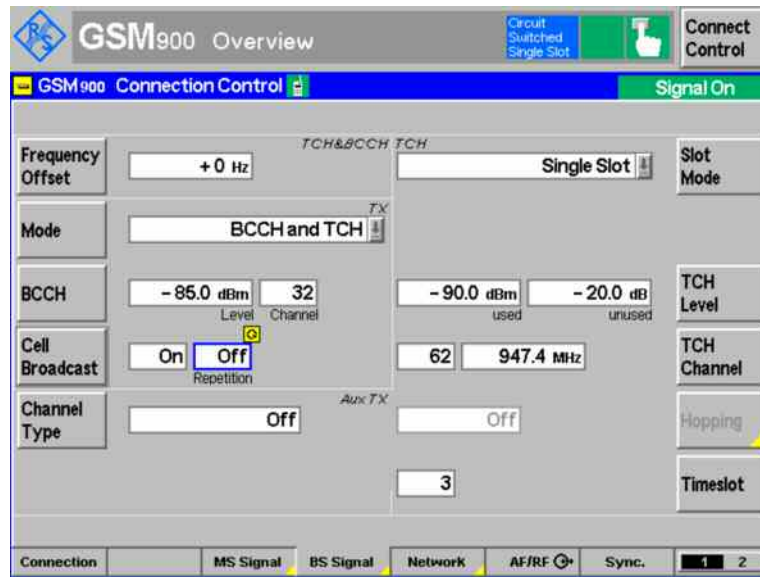 R&S
GSM900 Overview
Circuit
Switched
Single Slot
Connect
Control
GSM900 Connection Control
Signal On
TCH&BCCH TCH
Frequency
Offset
+0 Hz
Single Slot
Slot
Mode
TX
Mode
BCCH and TCH
BCCH
-85.0 dBm
32
-90.0 dBm
-20.0 dB
TCH
Level
Level Channel
used
unused
Cell
Broadcast
On
Off
62
947.4 MHz
TCH
Channel
Repetition
Aux TX
Channel
Type
Off
Off
Hopping
3
Timeslot
Connection
MS Signal
BS Signal
Network
AF/RF
Sync.
1 2